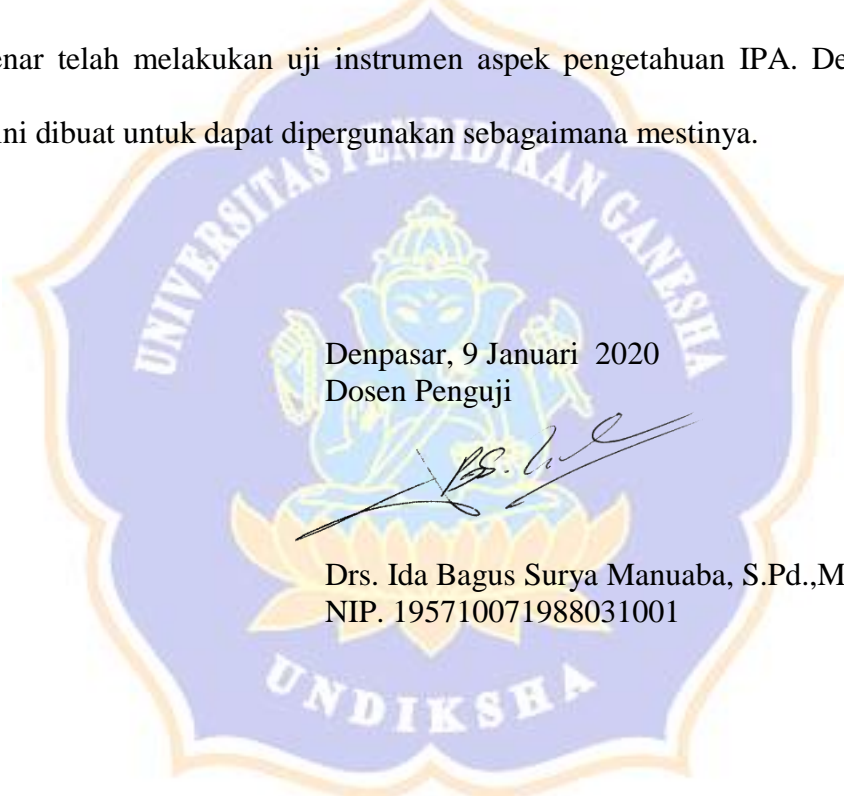 enar telah melakukan uji instrumen aspek pengetahuan IPA. De
ini dibuat untuk dapat dipergunakan sebagaimana mestinya.
UNIVERSITAS PENDIDIKAN GANESHA
Denpasar, 9 Januari 2020
Dosen Penguji
Drs. Ida Bagus Surya Manuaba, S.Pd.,M
NIP. 195710071988031001
UNDIKSHA